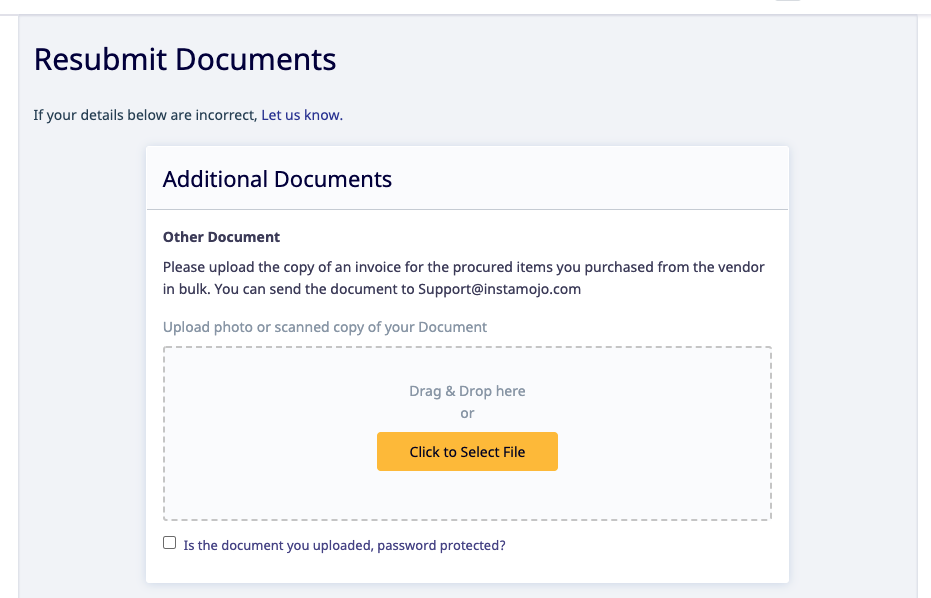 Resubmit Documents
If your details below are incorrect, Let us know.
Additional Documents
Other Document
Please upload the copy of an invoice for the procured items you purchased from the vendor
in bulk. You can send the document to Support@instamojo.com
Upload photo or scanned copy of your Document
Drag & Drop here
or
Click to Select File
Is the document you uploaded, password protected?